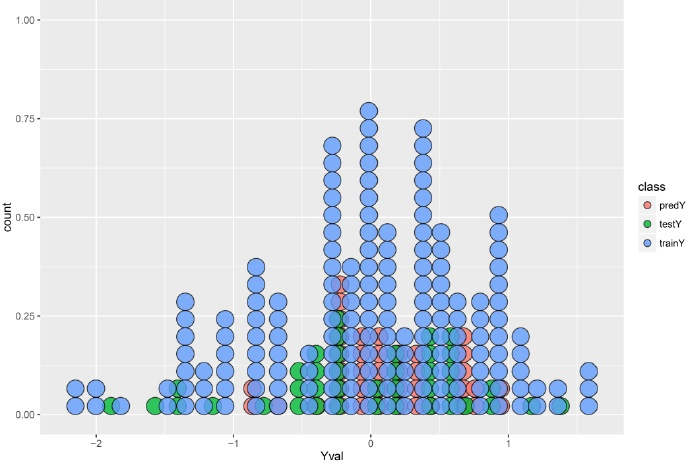 1.00
0.75
0.50
0.25
0.00
count
−2
−1
0
1
Yval
class
predY
testY
trainY